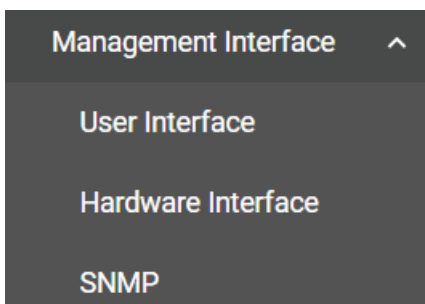 Management Interface
User Interface
Hardware Interface
SNMP